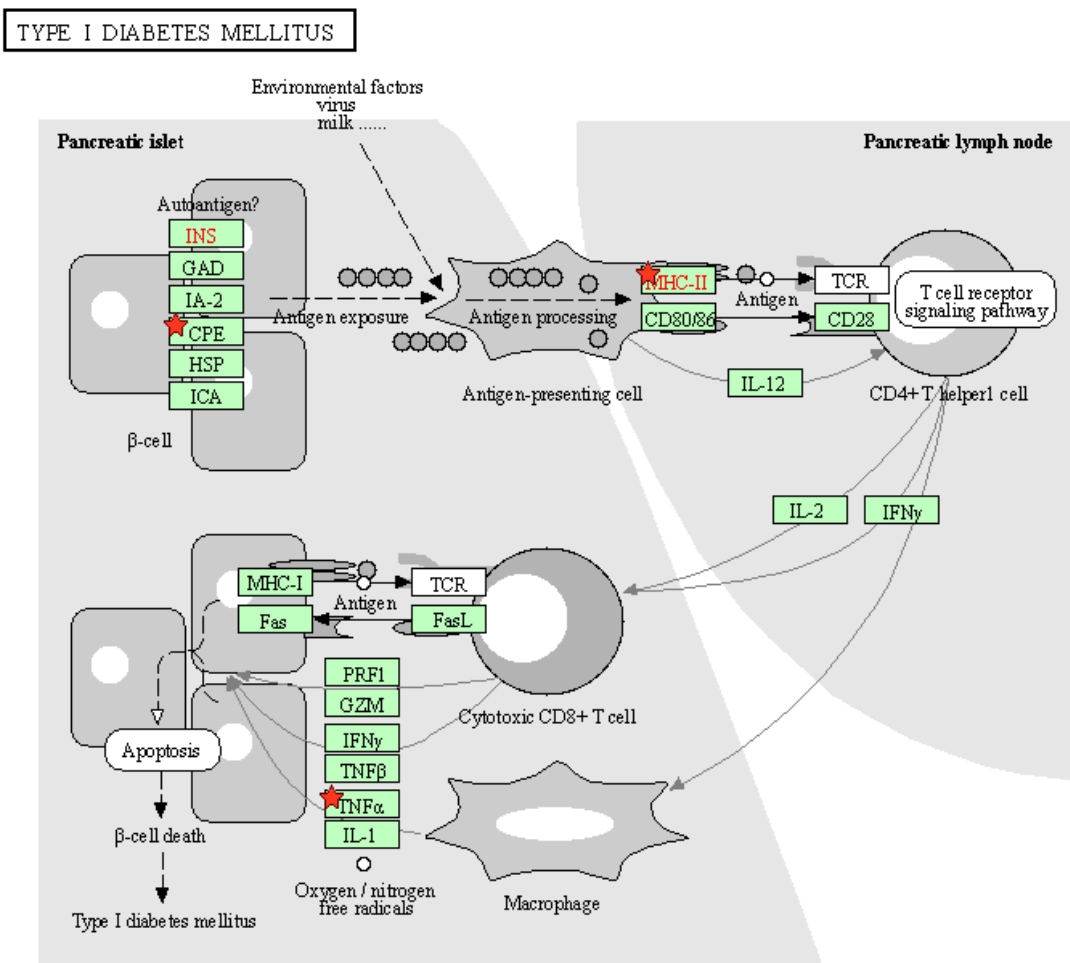 TYPE I DIABETES MELLITUS
Environmental factors
virus
milk ......
Pancreatic islet
Pancreatic lymph node
Autoantigen?
INS
GAD
IA-2
CPE
HSP
ICA
β-cell
Antigen exposure
Antigen processing
MHC-II
CD80/86
Antigen
TCR
CD28
T cell receptor
signaling pathway
IL-12
Antigen-presenting cell
CD4+ T helper1 cell
IL-2
IFNγ
MHC-I
Fas
Antigen
TCR
FasL
PRF1
GZM
IFNγ
TNFβ
TNFα
IL-1
Cytotoxic CD8+ T cell
Apoptosis
β-cell death
Type I diabetes mellitus
Oxygen / nitrogen
free radicals
Macrophage